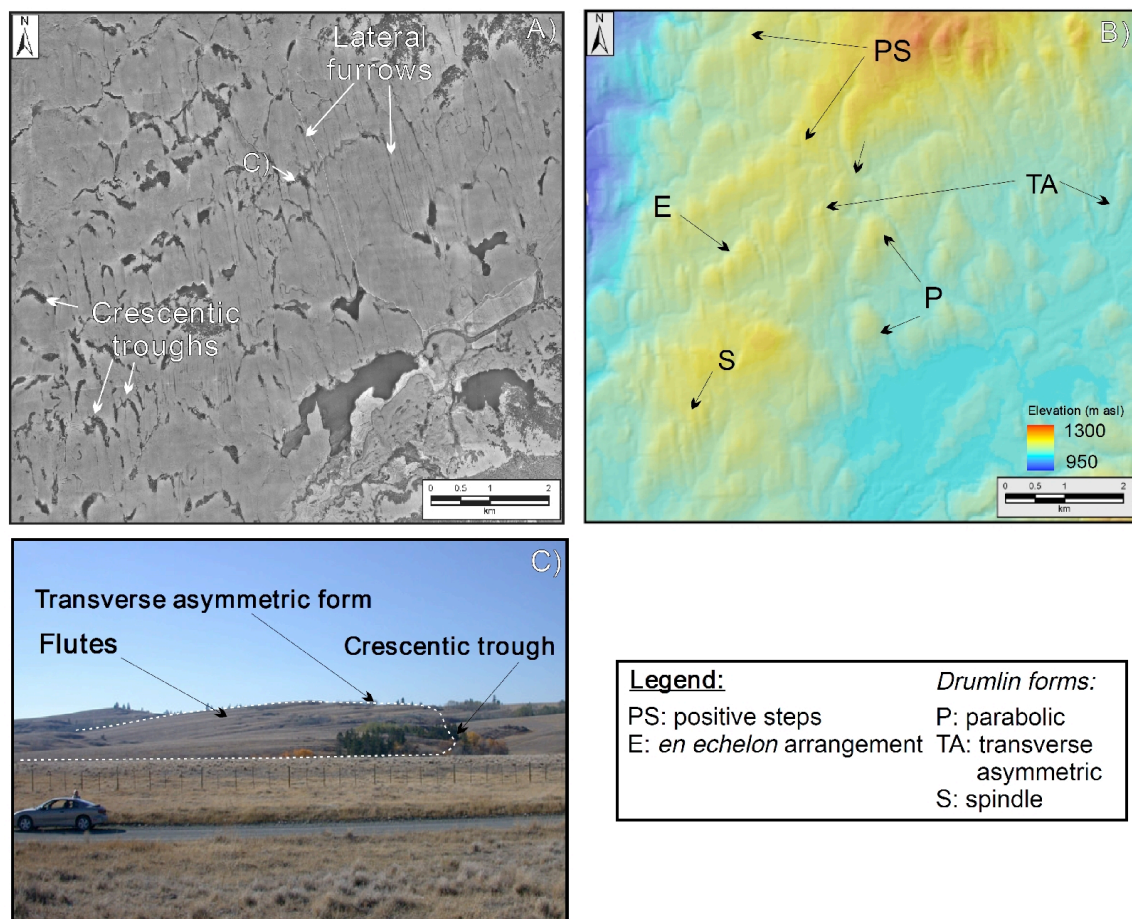 N
A)
Lateral
furrows
C)
Crescentic
troughs
0 0.5 1 2
km
N
B)
PS
TA
E
P
S
Elevation (m asl)
1300
950
0 0.5 1 2
km
C)
Transverse asymmetric form
Flutes
Crescentic trough
Legend:
Drumlin forms:
PS: positive steps
P: parabolic
E: en echelon arrangement
TA: transverse
asymmetric
S: spindle